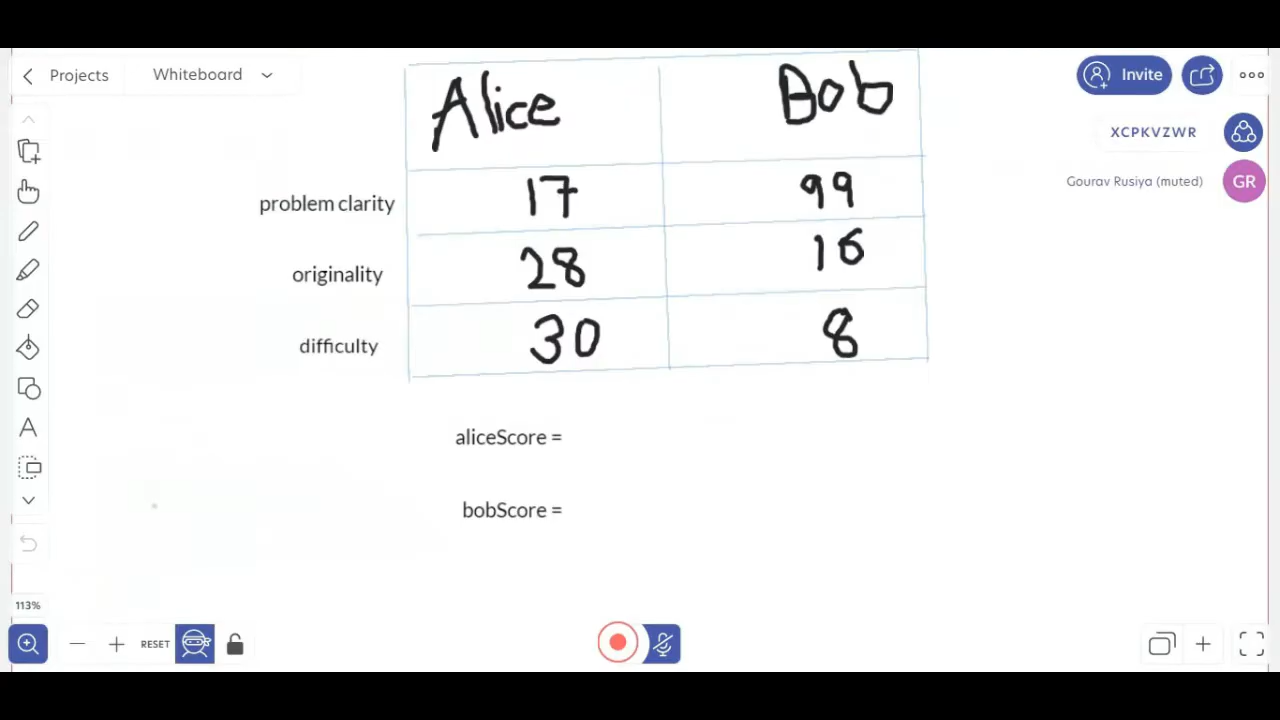 Projects
Whiteboard
Invite
XCPKVZWR
Gourav Rusiya (muted)
GR
Alice Bob
problem clarity 17 99
originality 28 16
difficulty 30 8
aliceScore =
bobScore =
A
113%
RESET